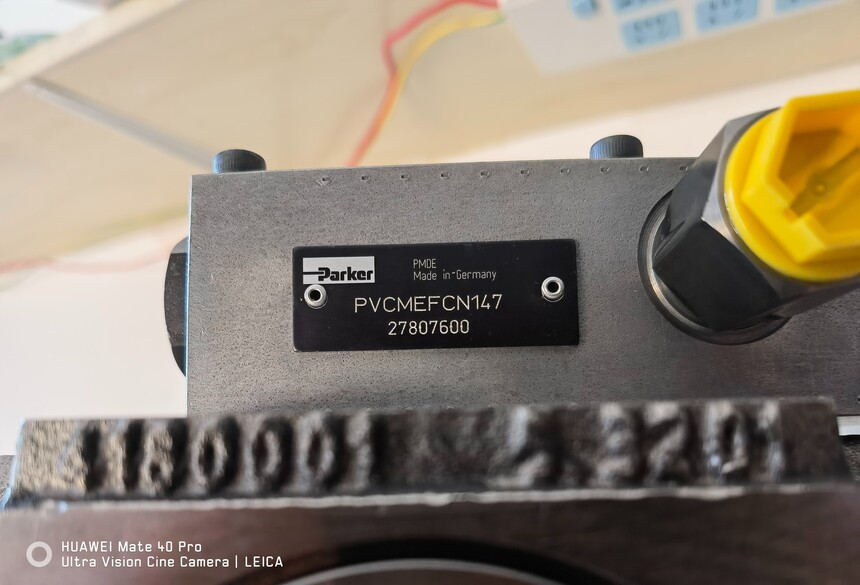 Parker
PMDE
Made in Germany
PVCMEFCN147
27807600
HUAWEI Mate 40 Pro
Ultra Vision Cine Camera | LEICA